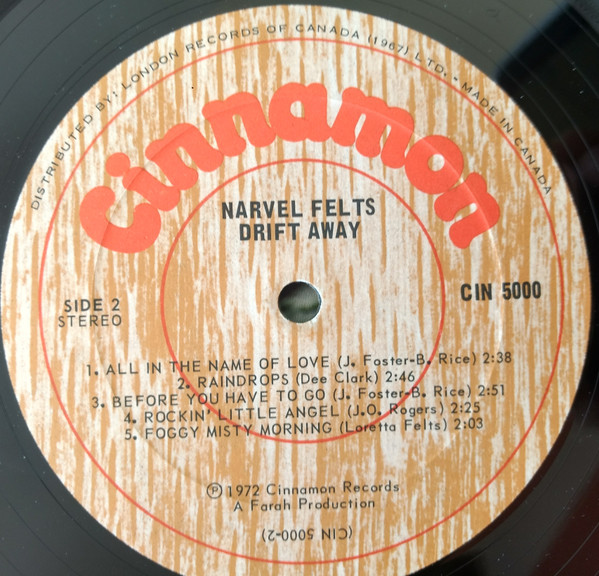 DISTRIBUTED BY: LONDON RECORDS OF CANADA (1967) LTD. • MADE IN CANADA
Cinnamon
NARVEL FELTS
DRIFT AWAY
SIDE 2
STEREO
CIN 5000
1. ALL IN THE NAME OF LOVE (J. Foster-B. Rice) 2:38
2. RAINDROPS (Dee Clark) 2:46
3. BEFORE YOU HAVE TO GO (J. Foster-B. Rice) 2:51
4. ROCKIN' LITTLE ANGEL (J.O. Rogers) 2:25
5. FOGGY MISTY MORNING (Loretta Felts) 2:03
Ⓟ 1972 Cinnamon Records
A Farah Production
(CIN 5000-2)